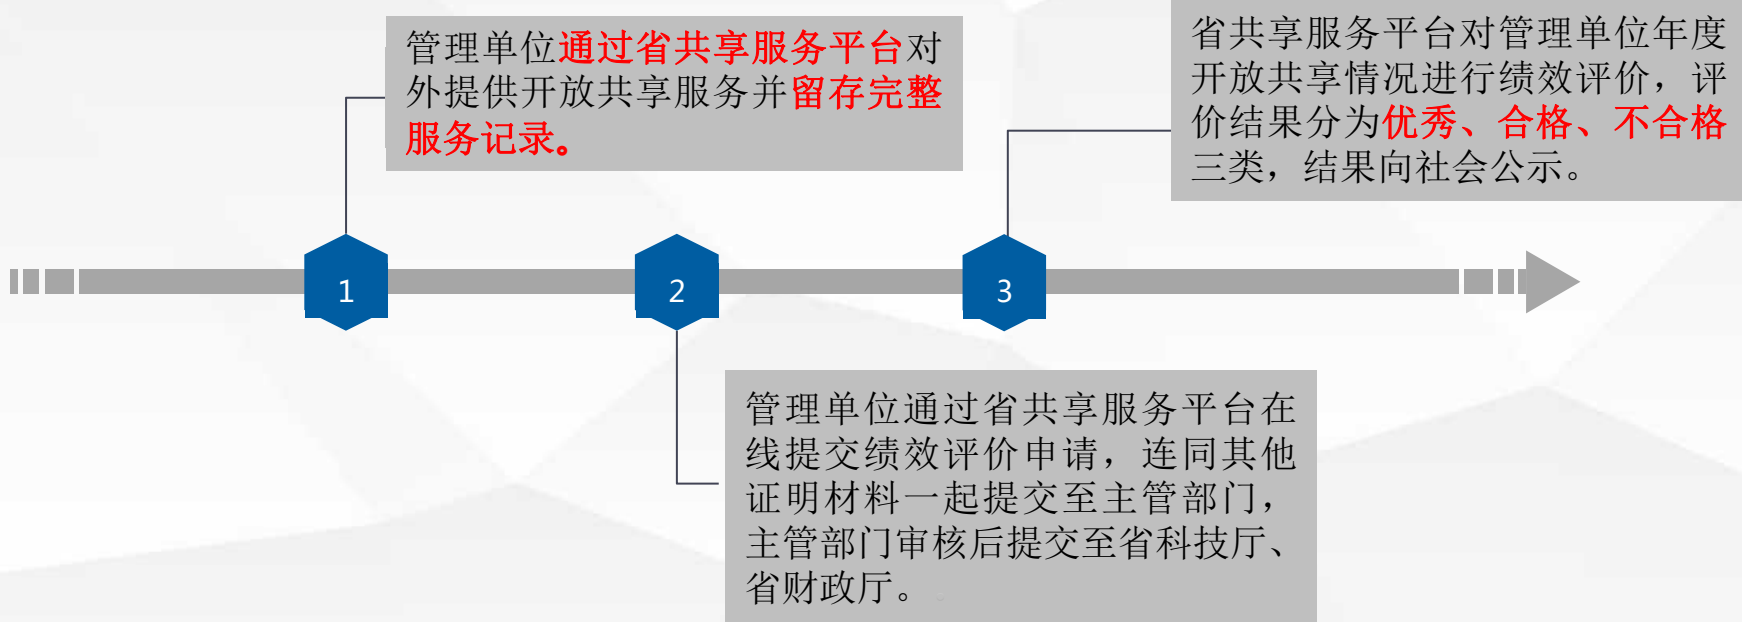 管理单位通过省共享服务平台对
外提供开放共享服务并留存完整
服务记录。
省共享服务平台对管理单位年度
开放共享情况进行绩效评价，评
价结果分为优秀、合格、不合格
三类，结果向社会公示。
1
2
3
管理单位通过省共享服务平台在
线提交绩效评价申请，连同其他
证明材料一起提交至主管部门，
主管部门审核后提交至省科技厅、
省财政厅。